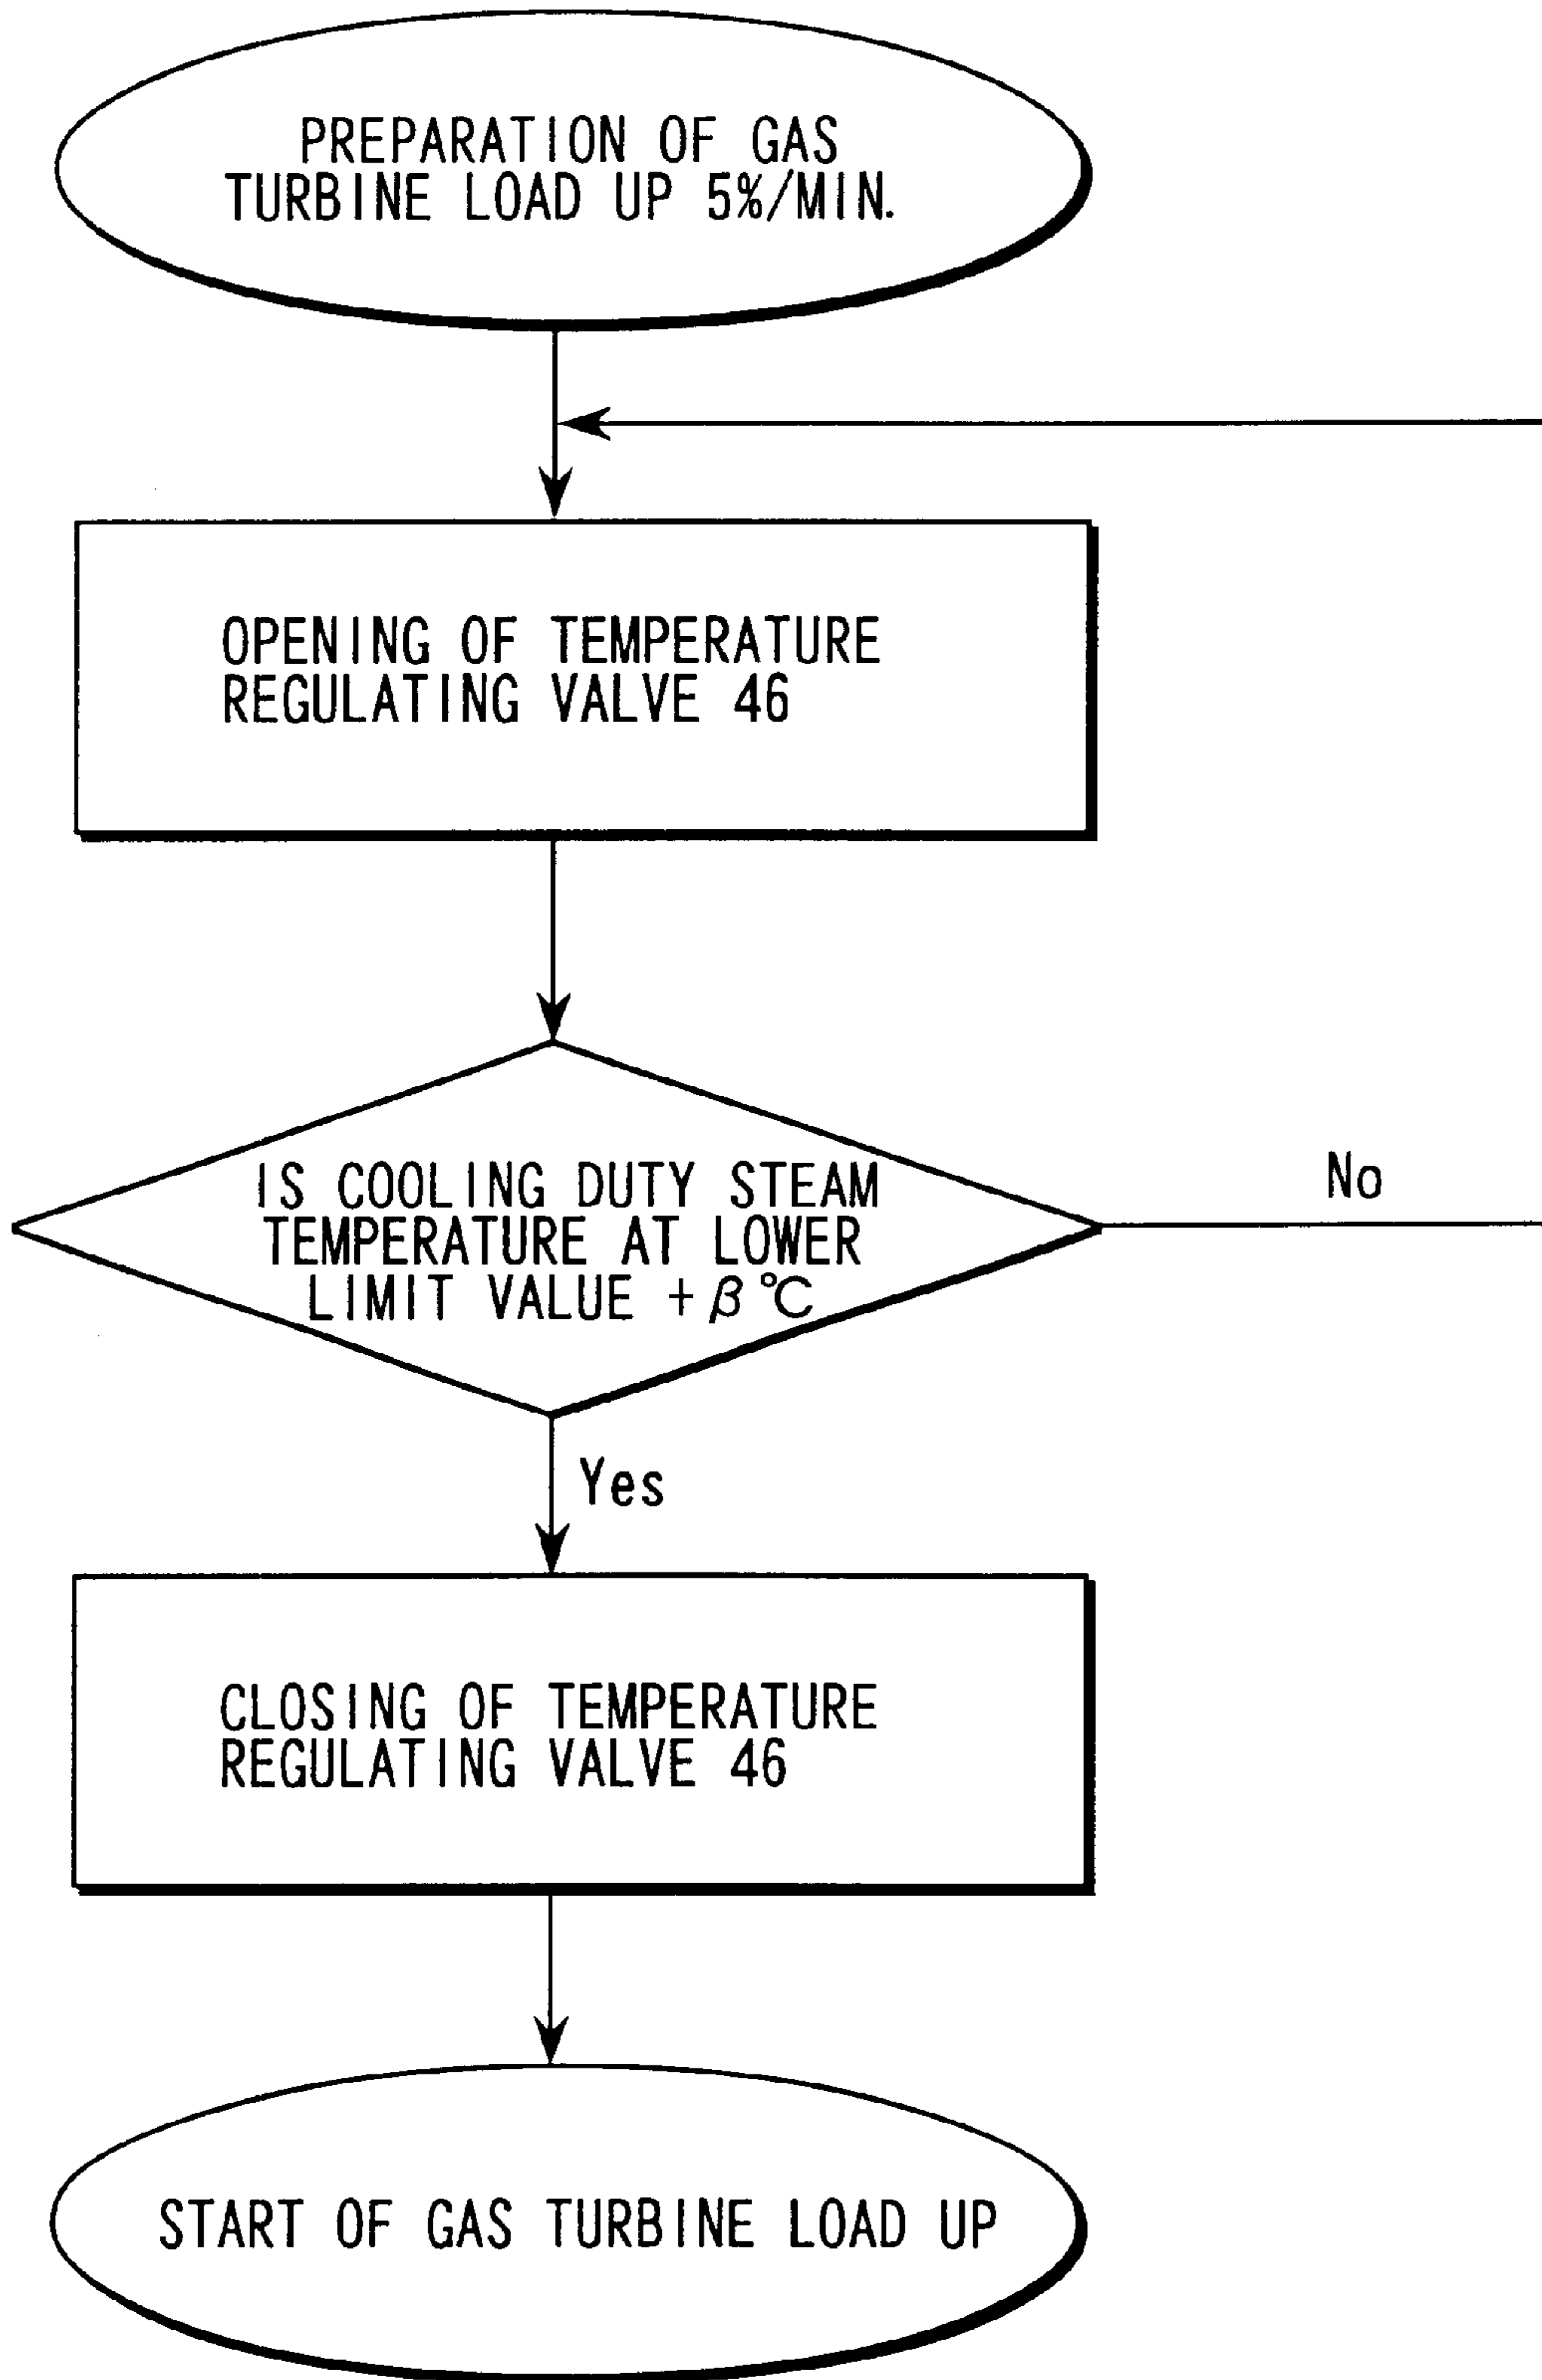 PREPARATION OF GAS
TURBINE LOAD UP 5%/MIN.
OPENING OF TEMPERATURE
REGULATING VALVE 46
IS COOLING DUTY STEAM
TEMPERATURE AT LOWER
LIMIT VALUE +β°C
No
Yes
CLOSING OF TEMPERATURE
REGULATING VALVE 46
START OF GAS TURBINE LOAD UP